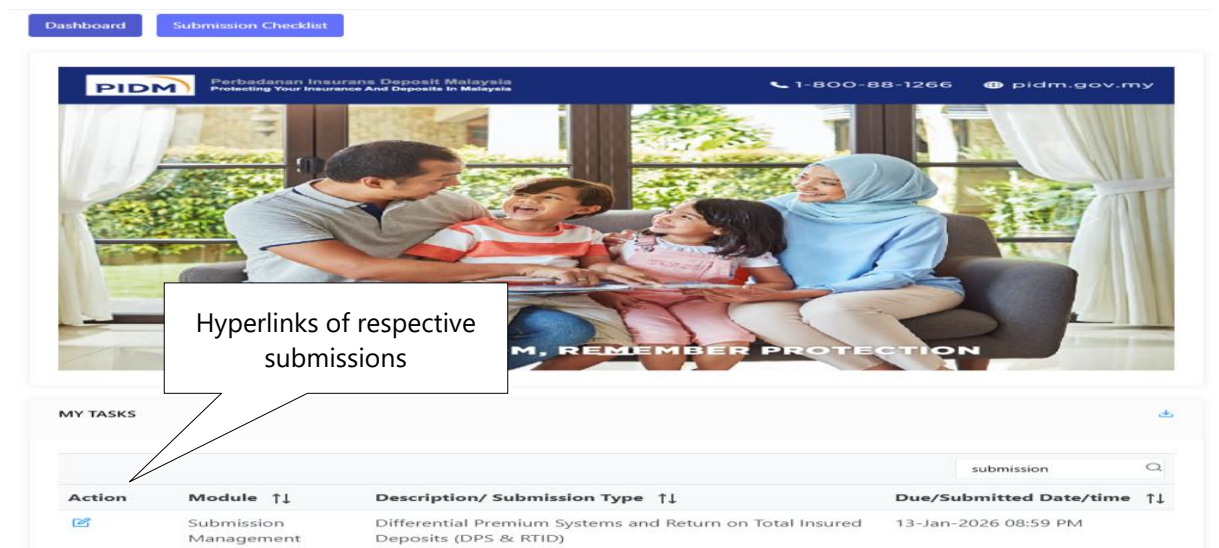 Dashboard
Submission Checklist
PIDM
Perbadanan Insurans Deposit Malaysia
Protecting Your Insurance And Deposits In Malaysia
1-800-88-1266
pidm.gov.my
Hyperlinks of respective
submissions
M, REMEMBER PROTECTION
MY TASKS
submission
Action Module ↑↓ Description/ Submission Type ↑↓ Due/Submitted Date/time ↑↓
Submission Differential Premium Systems and Return on Total Insured 13-Jan-2026 08:59 PM
Management Deposits (DPS & RTID)